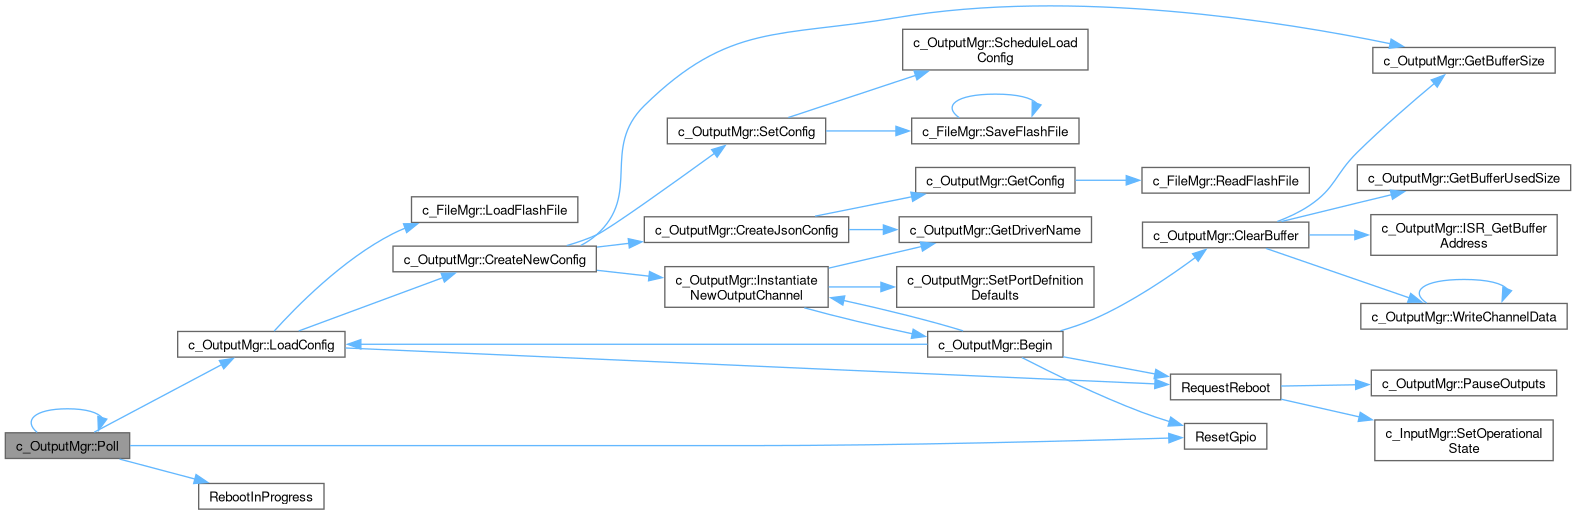 c_OutputMgr::Poll
c_OutputMgr::LoadConfig
RebootInProgress
c_FileMgr::LoadFlashFile
c_OutputMgr::CreateNewConfig
c_OutputMgr::SetConfig
c_OutputMgr::CreateJsonConfig
c_OutputMgr::Instantiate
NewOutputChannel
c_OutputMgr::ScheduleLoad
Config
c_FileMgr::SaveFlashFile
c_OutputMgr::GetConfig
c_OutputMgr::GetDriverName
c_OutputMgr::SetPortDefnition
Defaults
c_OutputMgr::Begin
c_FileMgr::ReadFlashFile
c_OutputMgr::ClearBuffer
RequestReboot
ResetGpio
c_OutputMgr::GetBufferSize
c_OutputMgr::GetBufferUsedSize
c_OutputMgr::ISR_GetBuffer
Address
c_OutputMgr::WriteChannelData
c_OutputMgr::PauseOutputs
c_InputMgr::SetOperational
State